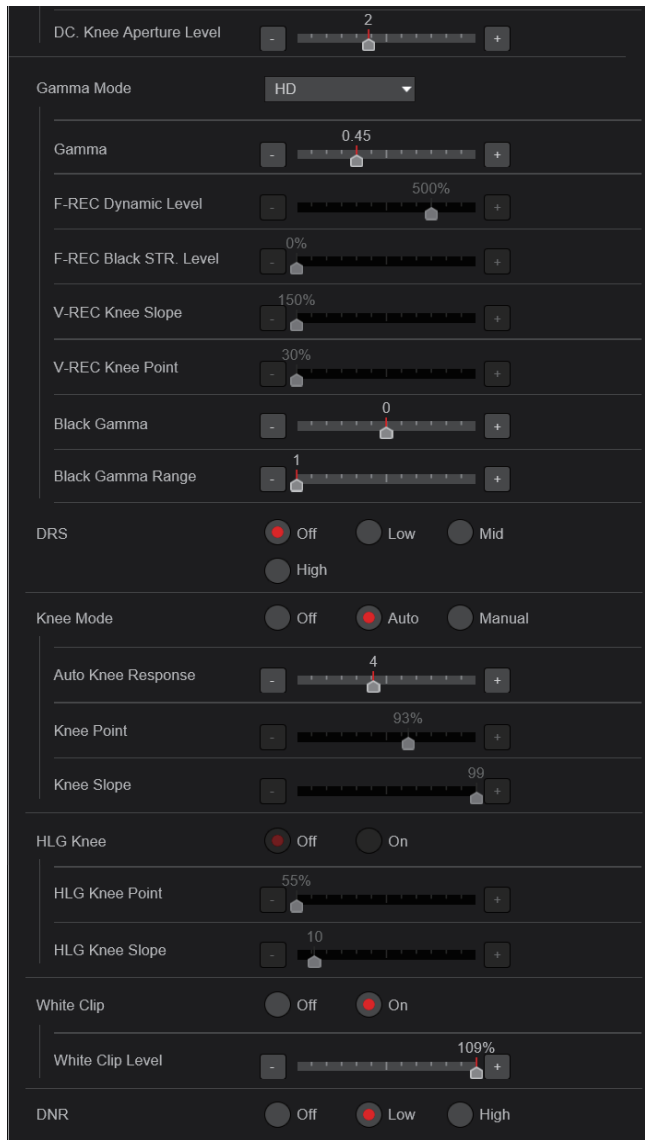 DC. Knee Aperture Level - 2 +
Gamma Mode HD
Gamma - 0.45 +
F-REC Dynamic Level - 500% +
F-REC Black STR. Level - 0% +
V-REC Knee Slope - 150% +
V-REC Knee Point - 30% +
Black Gamma - 0 +
Black Gamma Range - 1 +
DRS Off Low Mid
High
Knee Mode Off Auto Manual
Auto Knee Response - 4 +
Knee Point - 93% +
Knee Slope - 99 +
HLG Knee Off On
HLG Knee Point - 55% +
HLG Knee Slope - 10 +
White Clip Off On
White Clip Level - 109% +
DNR Off Low High